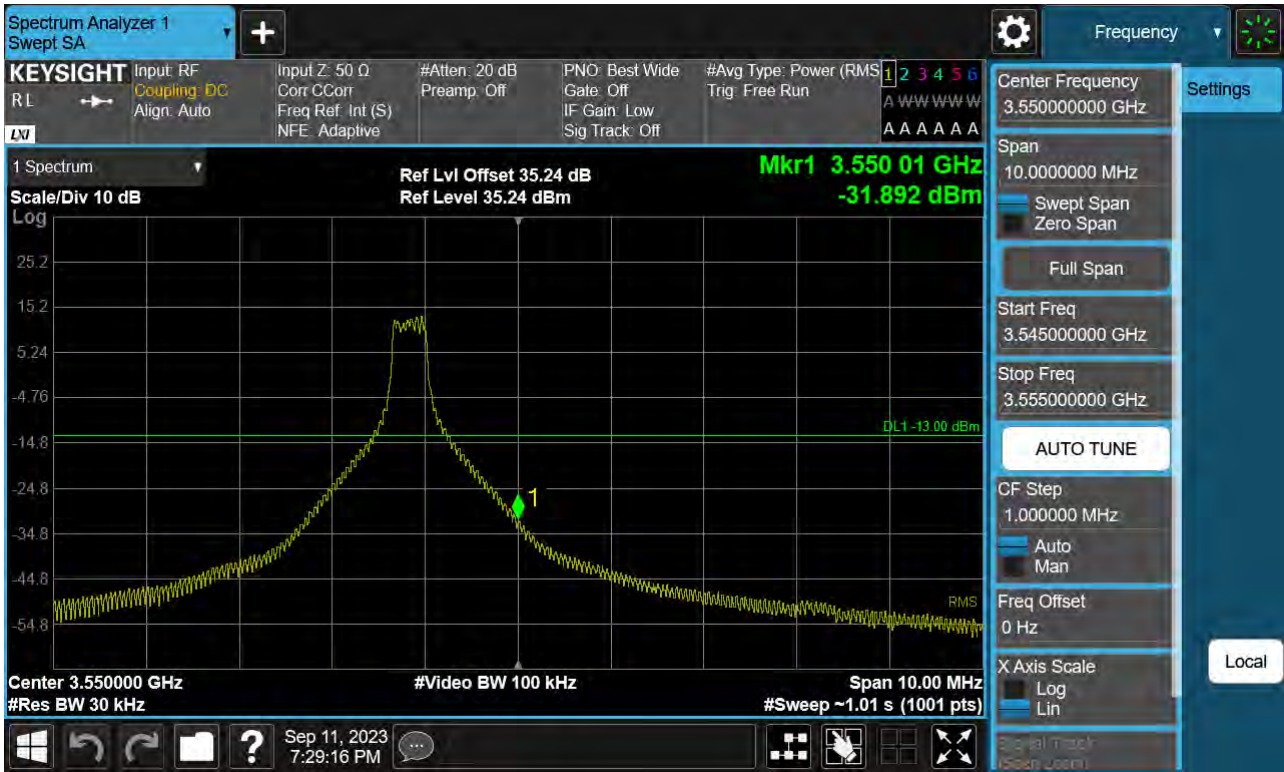 Spectrum Analyzer 1
Swept SA
Frequency
KEYSIGHT
RL
LXI
Input: RF
Coupling: DC
Align: Auto
Input Z: 50 Ω
Corr CCorr
Freq Ref: Int (S)
NFE: Adaptive
#Atten: 20 dB
Preamp: Off
PNO: Best Wide
Gate: Off
IF Gain: Low
Sig Track: Off
#Avg Type: Power (RMS
Trig: Free Run
1 2 3 4 5 6
A W W W W W
A A A A A A
1 Spectrum
Scale/Div 10 dB
Log
Ref Lvl Offset 35.24 dB
Ref Level 35.24 dBm
Mkr1 3.550 01 GHz
-31.892 dBm
25.2
15.2
5.24
-4.76
-14.8
-24.8
-34.8
-44.8
-54.8
DL1 -13.00 dBm
1
RMS
Center 3.550000 GHz
#Res BW 30 kHz
#Video BW 100 kHz
Span 10.00 MHz
#Sweep ~1.01 s (1001 pts)
Center Frequency
3.550000000 GHz
Settings
Span
10.0000000 MHz
Swept Span
Zero Span
Full Span
Start Freq
3.545000000 GHz
Stop Freq
3.555000000 GHz
AUTO TUNE
CF Step
1.000000 MHz
Auto
Man
Freq Offset
0 Hz
X Axis Scale
Log
Lin
Local
Signal Track
(Span Zoom)
Sep 11, 2023
7:29:16 PM